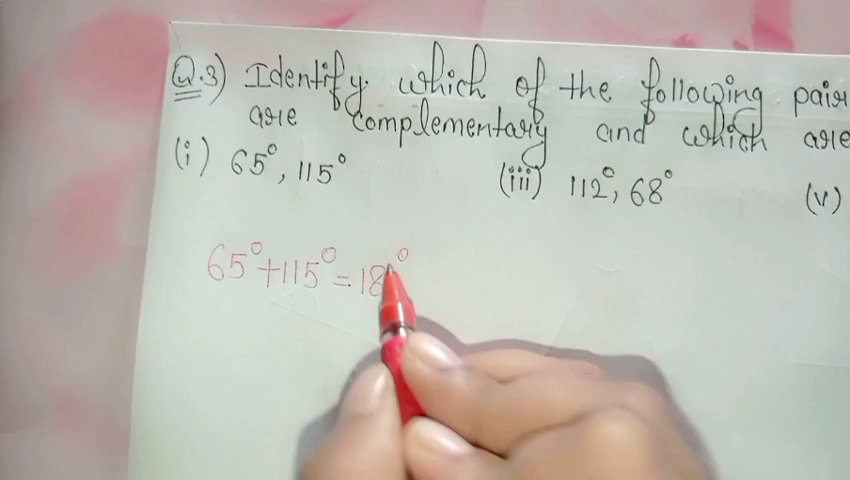 Q.3) Identify which of the following pair
are complementary and which are
(i) 65°, 115° (iii) 112°, 68° (v)
65° + 115° = 18 °